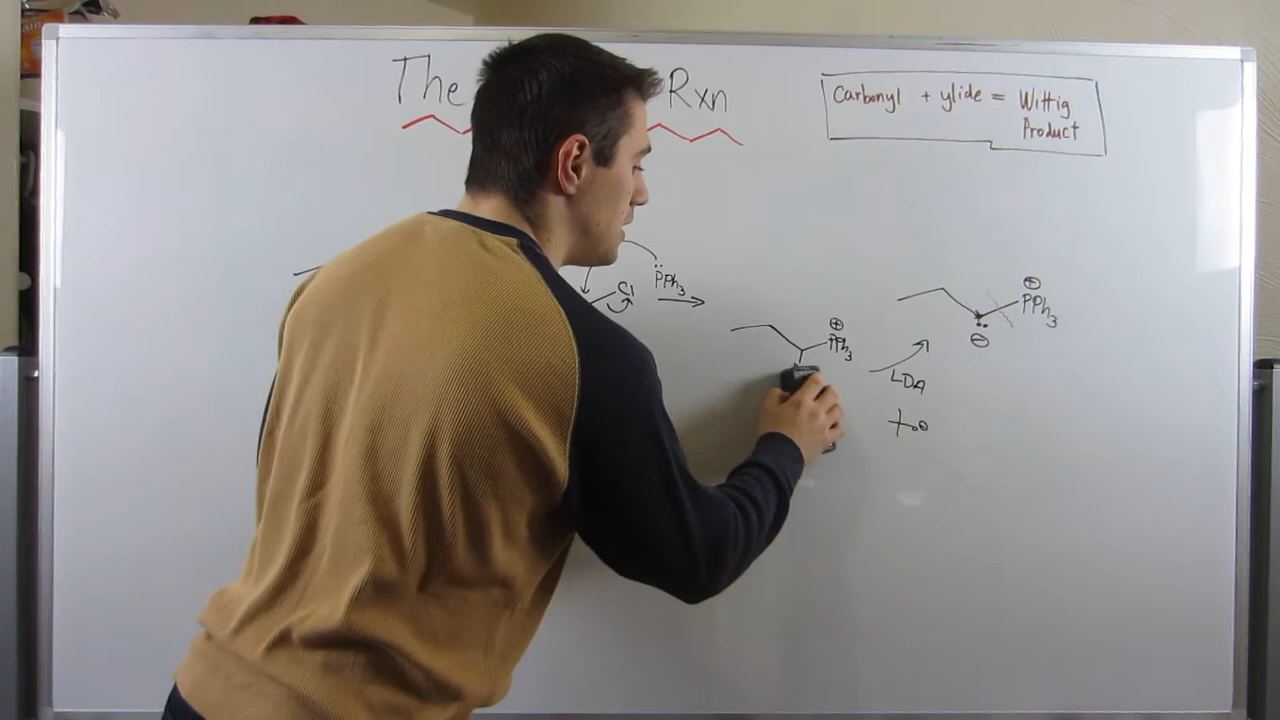 The Rxn
Carbonyl + ylide = Wittig
Product
Cl
:PPh3
⊕
PPh3
LDA
o⊖
⊕
PPh3
⊖